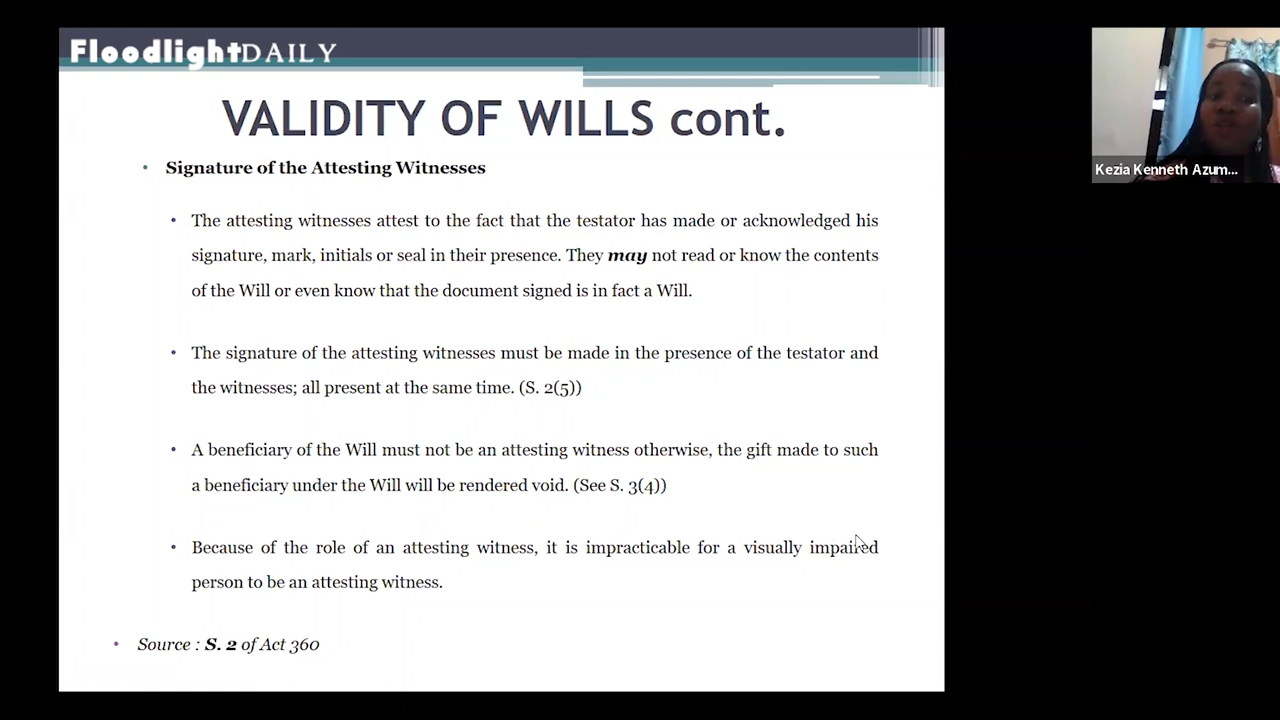 FloodlightDAILY
VALIDITY OF WILLS cont.
Signature of the Attesting Witnesses
The attesting witnesses attest to the fact that the testator has made or acknowledged his
signature, mark, initials or seal in their presence. They may not read or know the contents
of the Will or even know that the document signed is in fact a Will.
The signature of the attesting witnesses must be made in the presence of the testator and
the witnesses; all present at the same time. (S. 2(5))
A beneficiary of the Will must not be an attesting witness otherwise, the gift made to such
a beneficiary under the Will will be rendered void. (See S. 3(4))
Because of the role of an attesting witness, it is impracticable for a visually impaired
person to be an attesting witness.
Source : S. 2 of Act 360
Kezia Kenneth Azum...